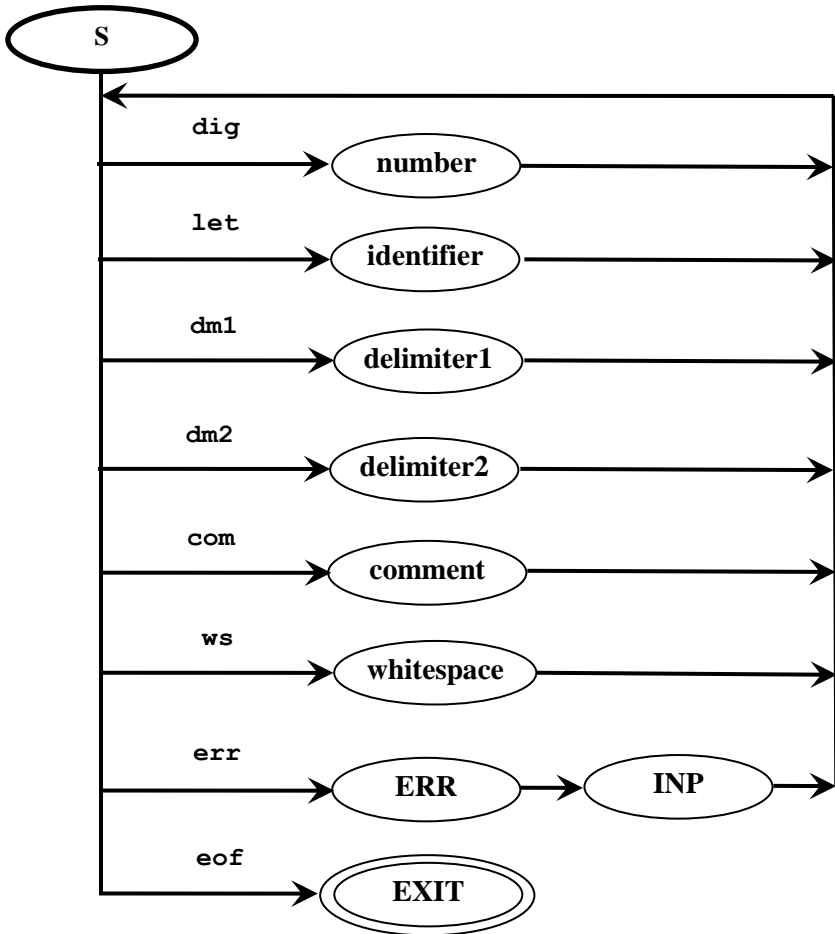 S
dig
number
let
identifier
dm1
delimiter1
dm2
delimiter2
com
comment
ws
whitespace
err
ERR
INP
eof
EXIT